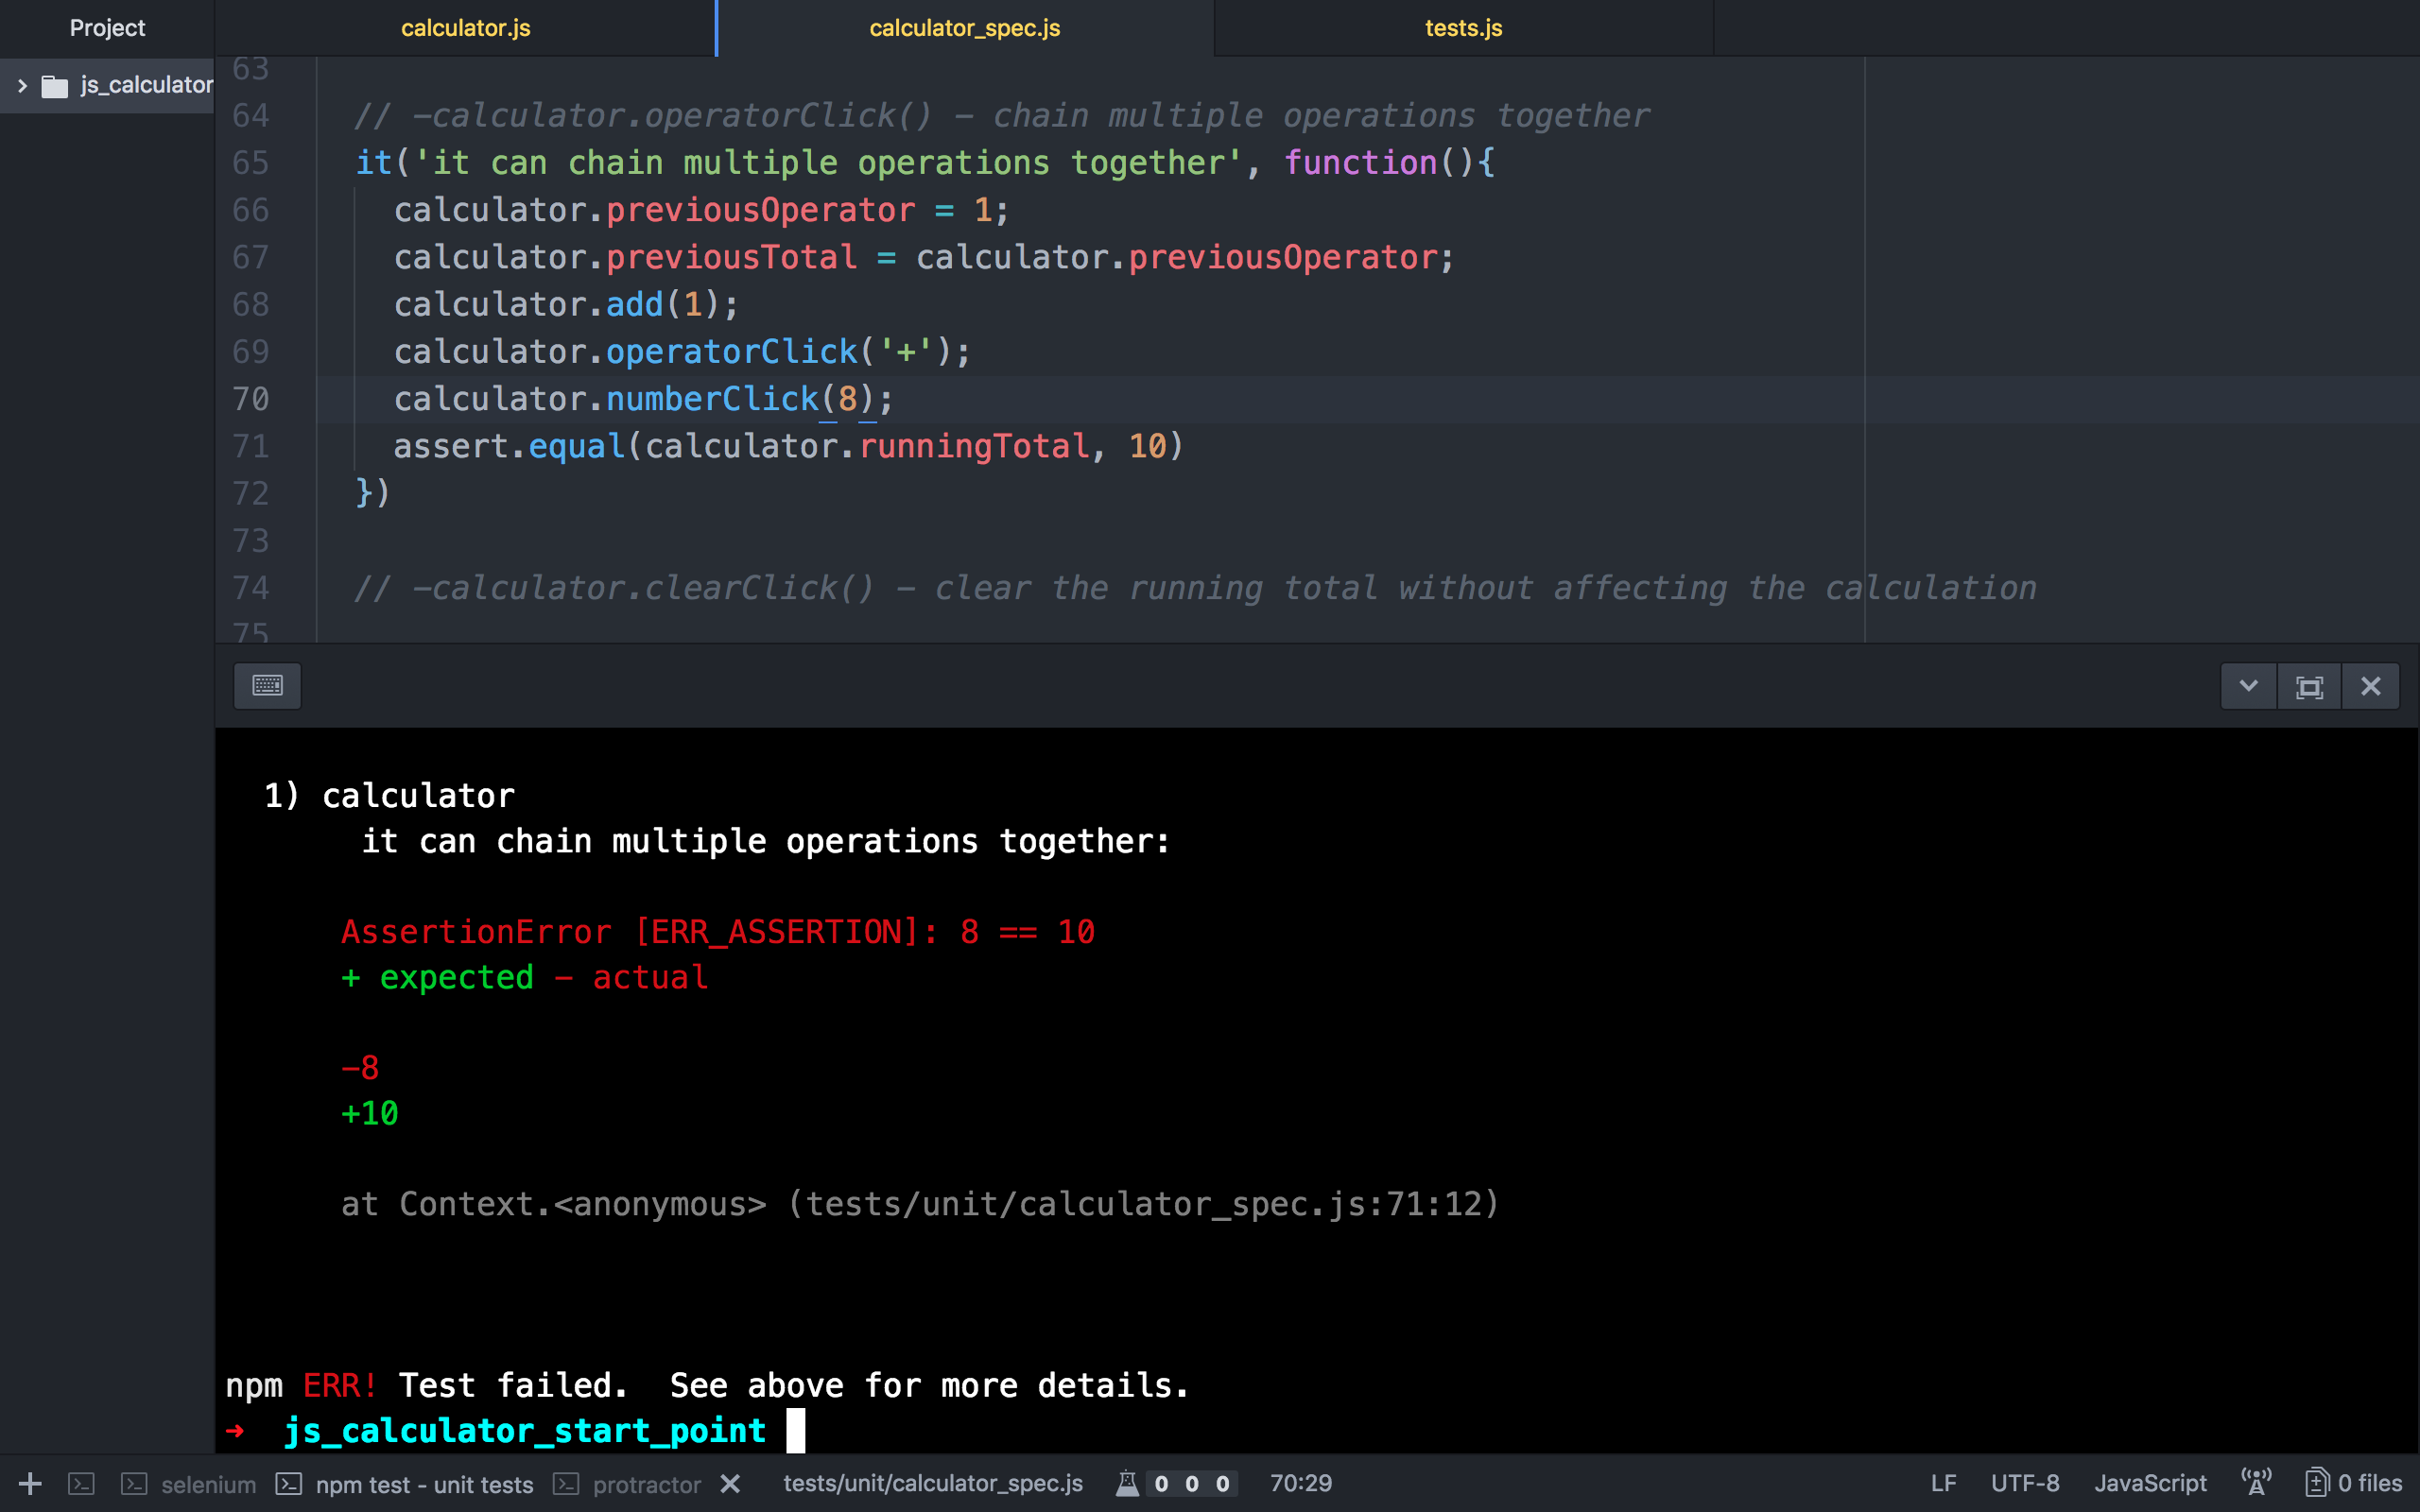 Project
calculator.js
calculator_spec.js
tests.js
js_calculator
63
64 // -calculator.operatorClick() - chain multiple operations together
65 it('it can chain multiple operations together', function(){
66 calculator.previousOperator = 1;
67 calculator.previousTotal = calculator.previousOperator;
68 calculator.add(1);
69 calculator.operatorClick('+');
70 calculator.numberClick(8);
71 assert.equal(calculator.runningTotal, 10)
72 })
73
74 // -calculator.clearClick() - clear the running total without affecting the calculation
75
1) calculator
it can chain multiple operations together:
AssertionError [ERR_ASSERTION]: 8 == 10
+ expected - actual
-8
+10
at Context.<anonymous> (tests/unit/calculator_spec.js:71:12)
npm ERR! Test failed.  See above for more details.
➜ js_calculator_start_point
selenium npm test - unit tests protractor tests/unit/calculator_spec.js 0 0 0 70:29 LF UTF-8 JavaScript 0 files